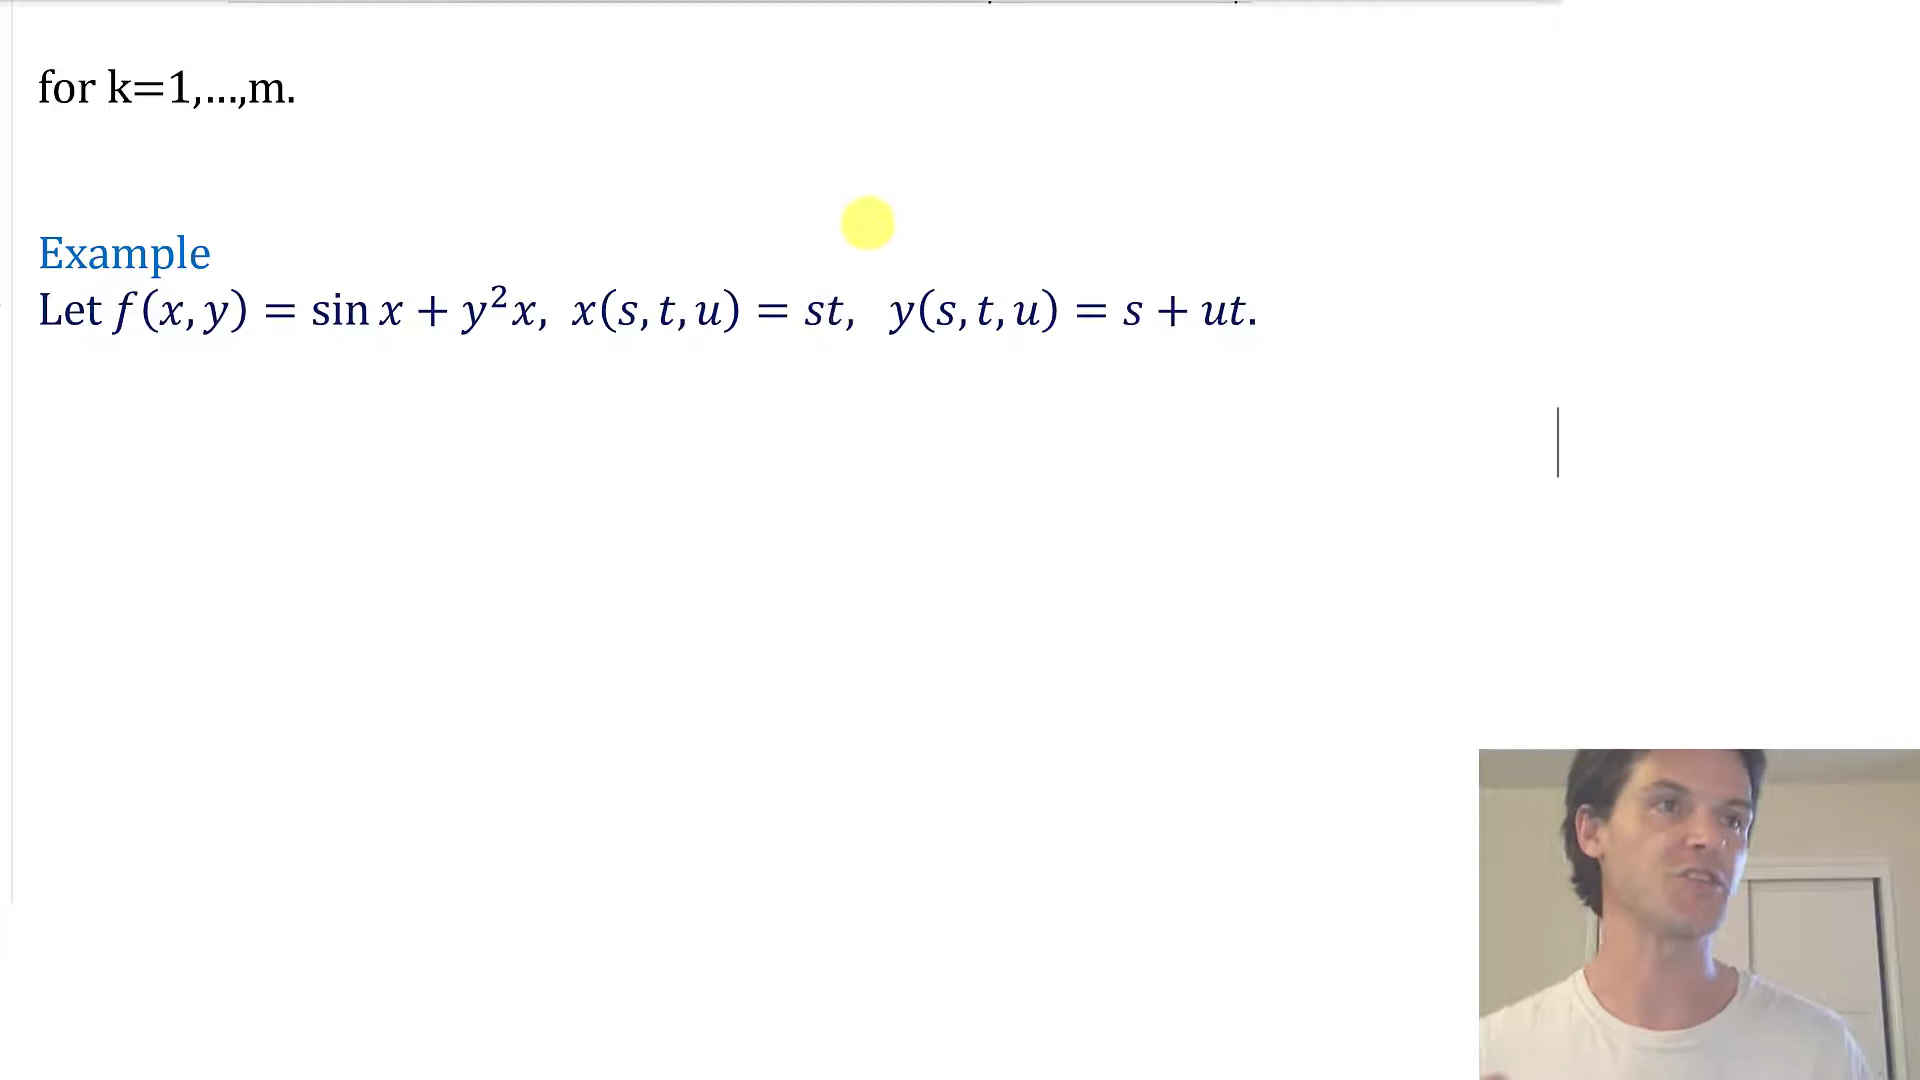 for k=1,...,m.
Example
Let f(x, y) = sin x + y²x, x(s, t, u) = st, y(s, t, u) = s + ut.